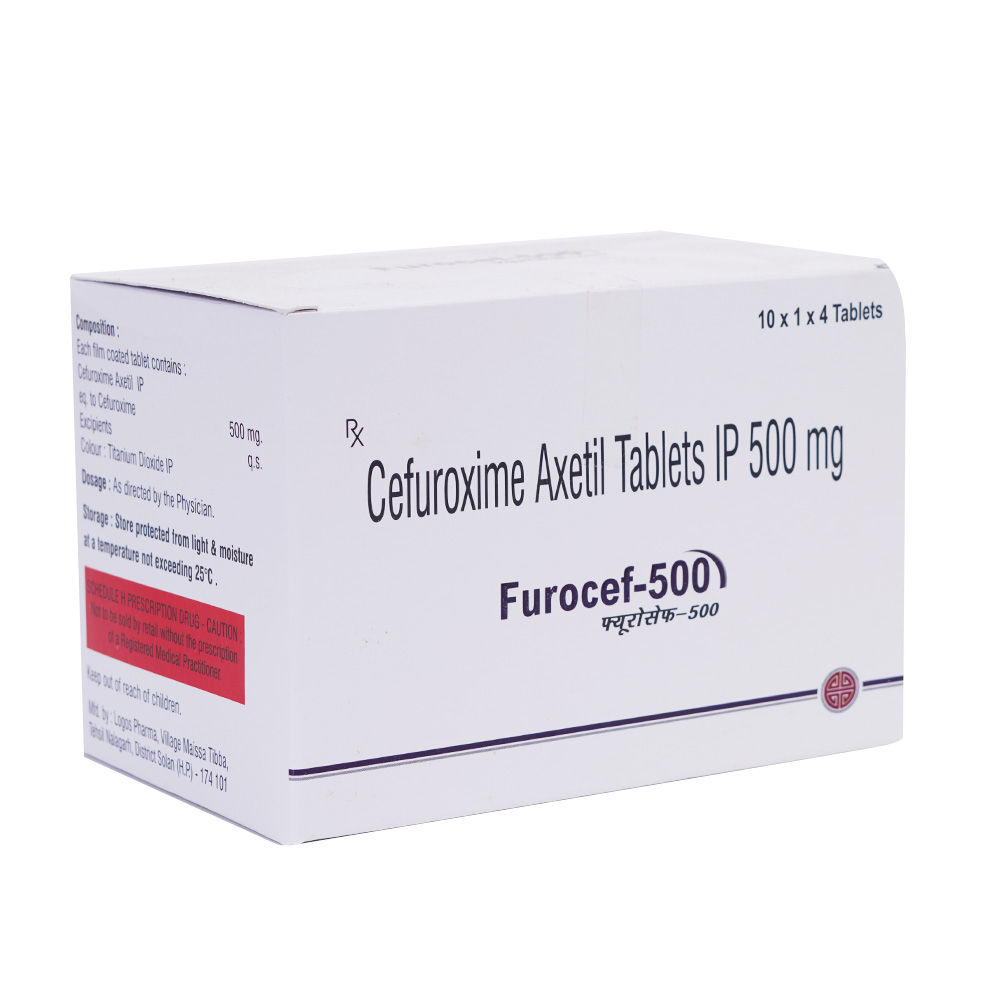 Furocef-500
Composition :
Each film coated tablet contains :
Cefuroxime Axetil IP
eq. to Cefuroxime 500 mg.
Excipients q.s.
Colour : Titanium Dioxide IP
Dosage : As directed by the Physician.
Storage : Store protected from light & moisture
at a temperature not exceeding 25°C .
SCHEDULE H PRESCRIPTION DRUG - CAUTION :
Not to be sold by retail without the prescription
of a Registered Medical Practitioner.
Keep out of reach of children.
Mfd. by : Logos Pharma, Village Maissa Tibba,
Tehsil Nalagarh, District Solan (H.P.) - 174 101
10 x 1 x 4 Tablets
Rx
Cefuroxime Axetil Tablets IP 500 mg
Furocef-500
फ्यूरोसेफ-500